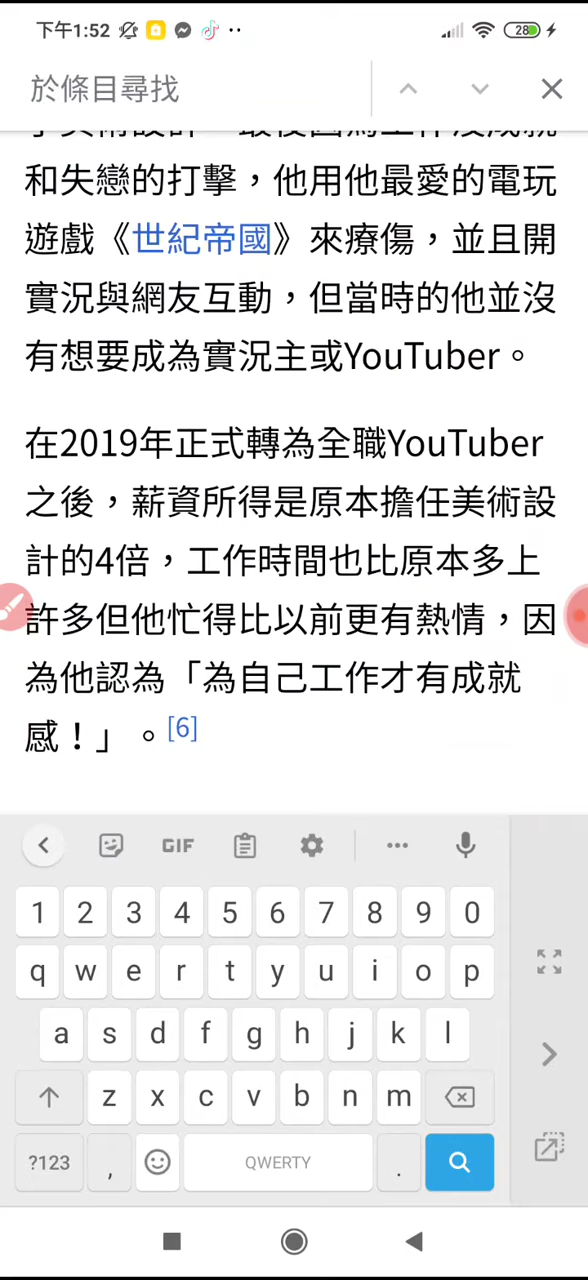 下午1:52
28
於條目尋找
和失戀的打擊，他用他最愛的電玩
遊戲《世紀帝國》來療傷，並且開
實況與網友互動，但當時的他並沒
有想要成為實況主或YouTuber。
在2019年正式轉為全職YouTuber
之後，薪資所得是原本擔任美術設
計的4倍，工作時間也比原本多上
許多但他忙得比以前更有熱情，因
為他認為「為自己工作才有成就
感！」。[6]
GIF
1 2 3 4 5 6 7 8 9 0
q w e r t y u i o p
a s d f g h j k l
z x c v b n m
?123 , QWERTY .